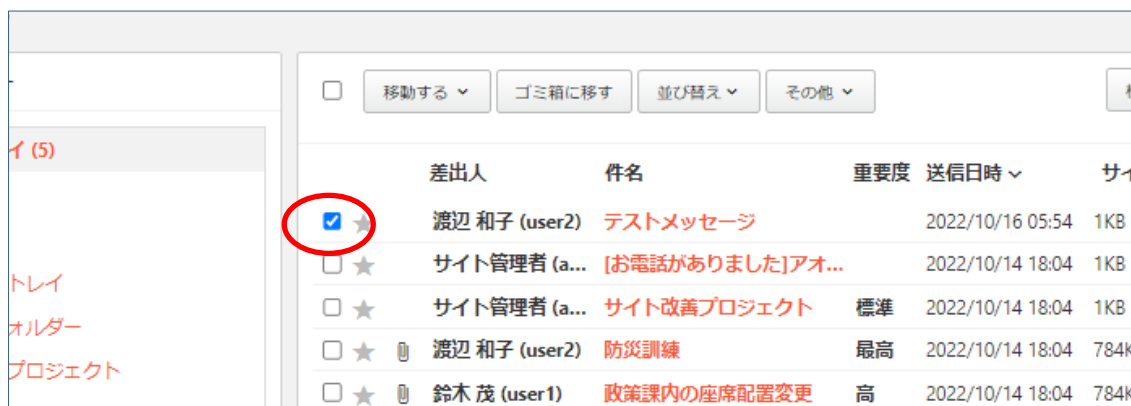 移動する ゴミ箱に移す 並び替え その他
イ (5)
差出人 件名 重要度 送信日時 サイ
渡辺 和子 (user2) テストメッセージ 2022/10/16 05:54 1KB
サイト管理者 (a... [お電話がありました]アオ... 2022/10/14 18:04 1KB
トレイ
サイト改善プロジェクト 標準 2022/10/14 18:04 1KB
サイト管理者 (a...
ォルダー
渡辺 和子 (user2) 防災訓練 最高 2022/10/14 18:04 784K
プロジェクト
鈴木 茂 (user1) 政策課内の座席配置変更 高 2022/10/14 18:04 784K